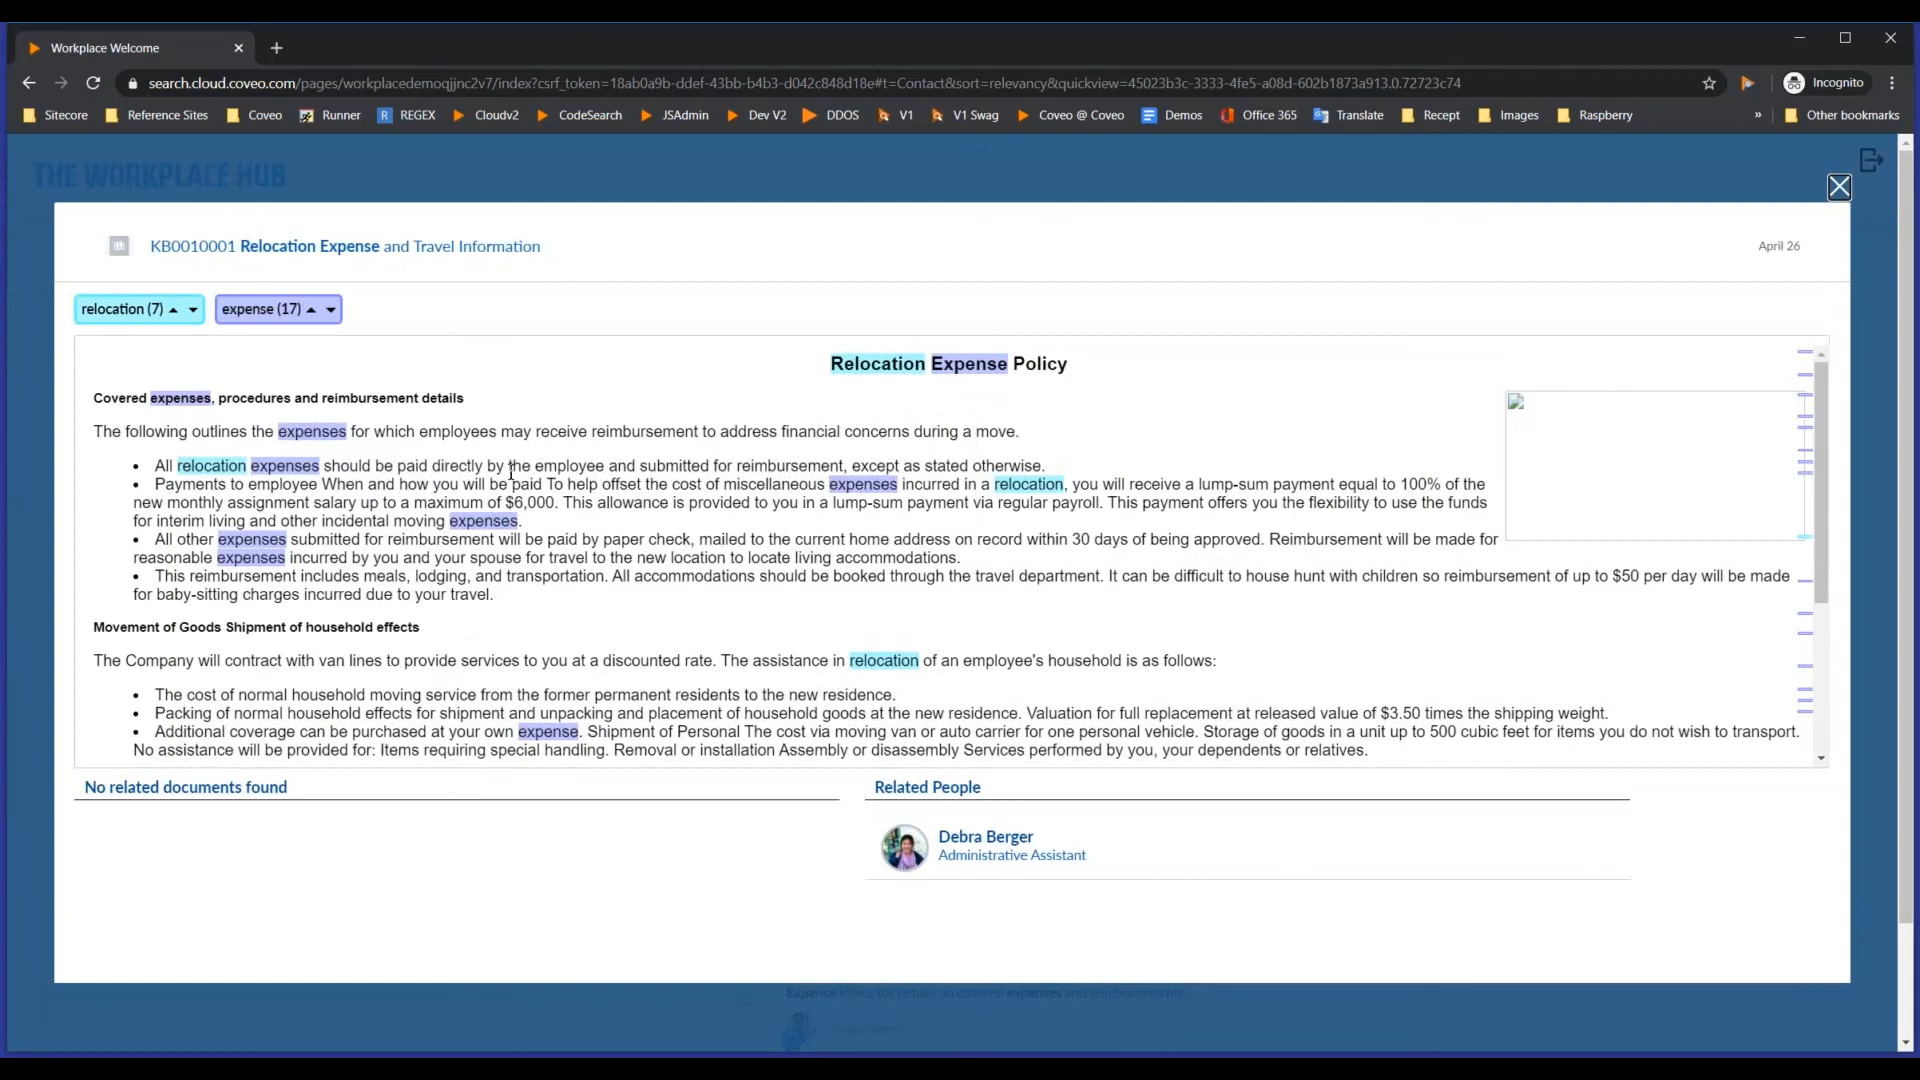 Workplace Welcome
search.cloud.coveo.com/pages/workplacedemoqjjnc2v7/index?csrf_token=18ab0a9b-ddef-43bb-b4b3-d042c848d18e#t=Contact&sort=relevancy&quickview=45023b3c-3333-4fe5-a08d-602b1873a913.0.72723c74
Incognito
Sitecore Reference Sites Coveo Runner R REGEX Cloudv2 CodeSearch JSAdmin Dev V2 DDOS V1 V1 Swag Coveo @ Coveo Demos Office 365 Translate Recept Images Raspberry » Other bookmarks
THE WORKPLACE HUB
KB0010001 Relocation Expense and Travel Information
April 26
relocation (7) expense (17)
Relocation Expense Policy
Covered expenses, procedures and reimbursement details
The following outlines the expenses for which employees may receive reimbursement to address financial concerns during a move.
• All relocation expenses should be paid directly by the employee and submitted for reimbursement, except as stated otherwise.
• Payments to employee When and how you will be paid To help offset the cost of miscellaneous expenses incurred in a relocation, you will receive a lump-sum payment equal to 100% of the
new monthly assignment salary up to a maximum of $6,000. This allowance is provided to you in a lump-sum payment via regular payroll. This payment offers you the flexibility to use the funds
for interim living and other incidental moving expenses.
• All other expenses submitted for reimbursement will be paid by paper check, mailed to the current home address on record within 30 days of being approved. Reimbursement will be made for
reasonable expenses incurred by you and your spouse for travel to the new location to locate living accommodations.
• This reimbursement includes meals, lodging, and transportation. All accommodations should be booked through the travel department. It can be difficult to house hunt with children so reimbursement of up to $50 per day will be made
for baby-sitting charges incurred due to your travel.
Movement of Goods Shipment of household effects
The Company will contract with van lines to provide services to you at a discounted rate. The assistance in relocation of an employee's household is as follows:
• The cost of normal household moving service from the former permanent residents to the new residence.
• Packing of normal household effects for shipment and unpacking and placement of household goods at the new residence. Valuation for full replacement at released value of $3.50 times the shipping weight.
• Additional coverage can be purchased at your own expense. Shipment of Personal The cost via moving van or auto carrier for one personal vehicle. Storage of goods in a unit up to 500 cubic feet for items you do not wish to transport.
No assistance will be provided for: Items requiring special handling. Removal or installation Assembly or disassembly Services performed by you, your dependents or relatives.
No related documents found
Related People
Debra Berger
Administrative Assistant
Expense Policy for details on covered expenses and reimbursements.